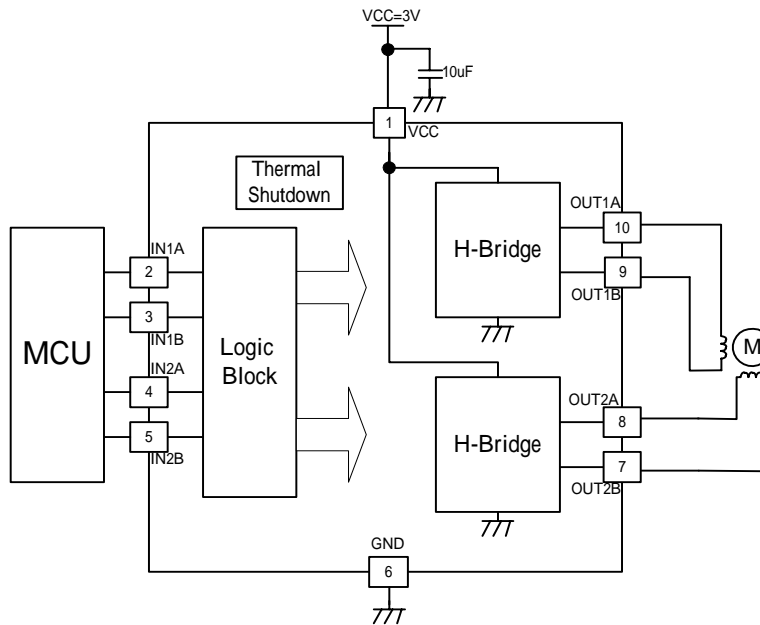 VCC=3V
10uF
1
VCC
Thermal
Shutdown
OUT1A
10
H-Bridge
9
OUT1B
IN1A
2
3
IN1B
MCU
IN2A
4
5
IN2B
Logic
Block
M
OUT2A
8
H-Bridge
7
OUT2B
GND
6